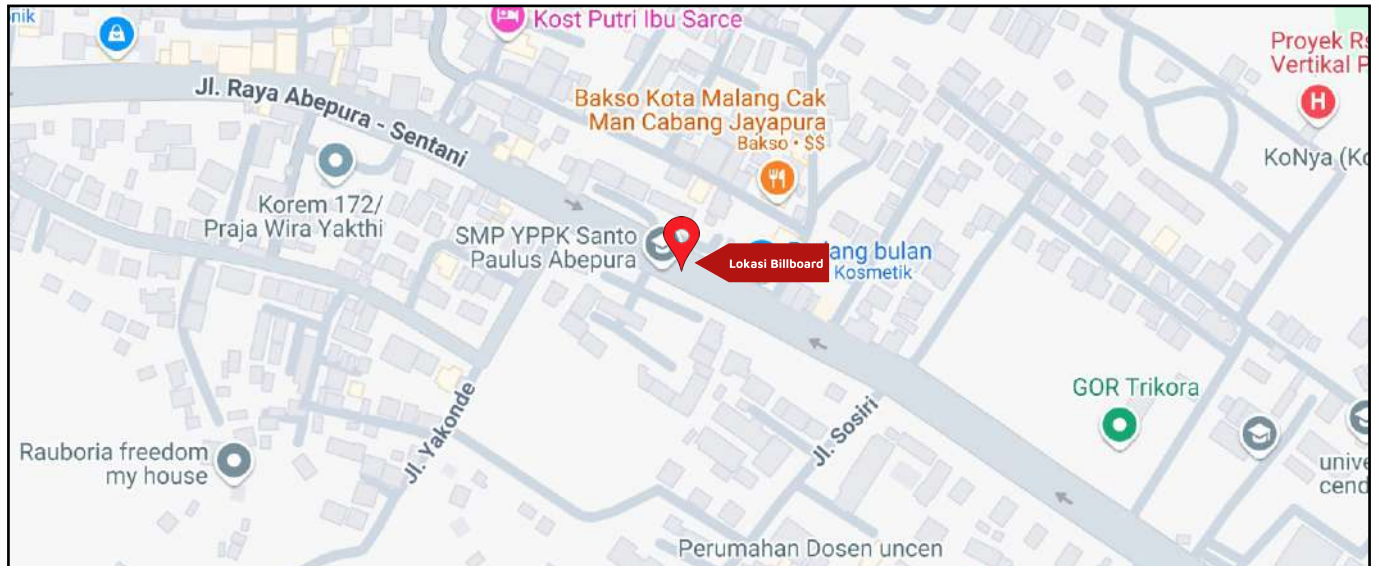 nik
Kost Putri Ibu Sarce
Proyek Rs
Vertikal P
H
Jl. Raya Abepura - Sentani
Bakso Kota Malang Cak
Man Cabang Jayapura
Bakso • $$
KoNya (Ko
Korem 172/
Praja Wira Yakthi
SMP YPPK Santo
Paulus Abepura
Lokasi Billboard
ang bulan
Kosmetik
GOR Trikora
Jl. Yakonde
Jl. Sosiri
Rauboria freedom
my house
unive
cend
Perumahan Dosen uncen